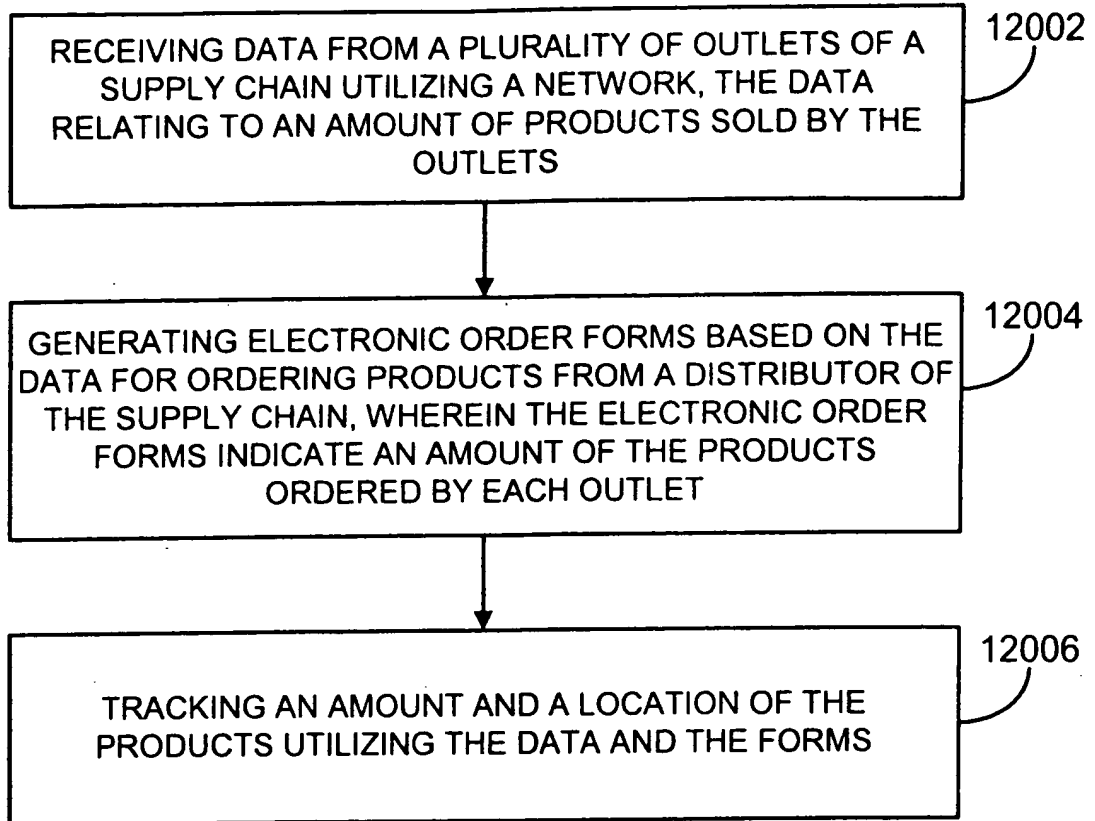 12002
RECEIVING DATA FROM A PLURALITY OF OUTLETS OF A
SUPPLY CHAIN UTILIZING A NETWORK, THE DATA
RELATING TO AN AMOUNT OF PRODUCTS SOLD BY THE
OUTLETS
12004
GENERATING ELECTRONIC ORDER FORMS BASED ON THE
DATA FOR ORDERING PRODUCTS FROM A DISTRIBUTOR OF
THE SUPPLY CHAIN, WHEREIN THE ELECTRONIC ORDER
FORMS INDICATE AN AMOUNT OF THE PRODUCTS
ORDERED BY EACH OUTLET
12006
TRACKING AN AMOUNT AND A LOCATION OF THE
PRODUCTS UTILIZING THE DATA AND THE FORMS